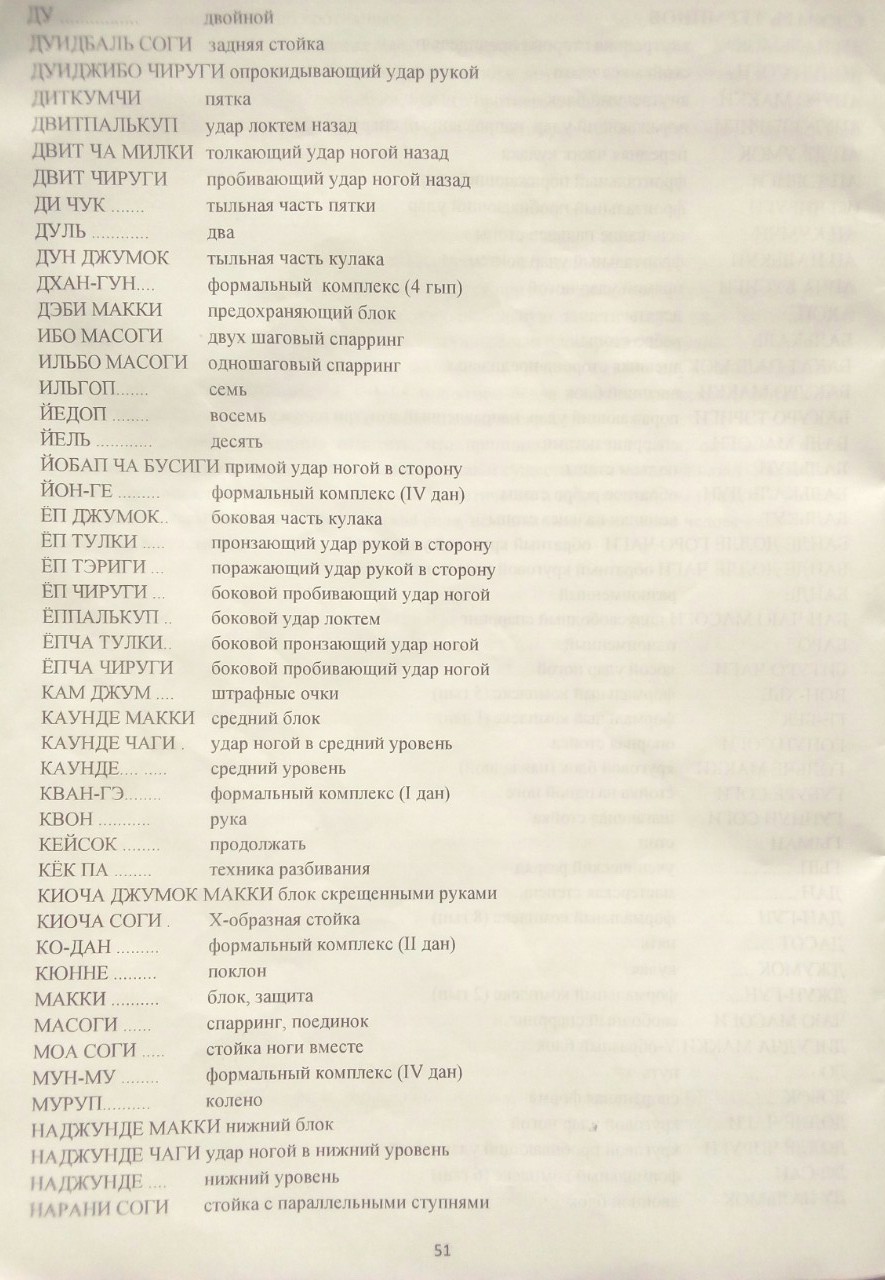 ДУ ................ двойной
ДУИДБАЛЬ СОГИ задняя стойка
ДУИДЖИБО ЧИРУГИ опрокидывающий удар рукой
ДИТКУМЧИ пятка
ДВИТПАЛЬКУП удар локтем назад
ДВИТ ЧА МИЛКИ толкающий удар ногой назад
ДВИТ ЧИРУГИ пробивающий удар ногой назад
ДИ ЧУК ....... тыльная часть пятки
ДУЛЬ ............ два
ДУН ДЖУМОК тыльная часть кулака
ДХАН-ГУН.... формальный комплекс (4 гып)
ДЭБИ МАККИ предохраняющий блок
ИБО МАСОГИ двух шаговый спарринг
ИЛЬБО МАСОГИ одношаговый спарринг
ИЛЬГОП....... семь
ЙЕДОП ........ восемь
ЙЕЛЬ ............ десять
ЙОБАП ЧА БУСИГИ примой удар ногой в сторону
ЙОН-ГЕ ......... формальный комплекс (IV дан)
ЁП ДЖУМОК.. боковая часть кулака
ЁП ТУЛКИ ..... пронзающий удар рукой в сторону
ЁП ТЭРИГИ ... поражающий удар рукой в сторону
ЁП ЧИРУГИ ... боковой пробивающий удар ногой
ЁППАЛЬКУП .. боковой удар локтем
ЁПЧА ТУЛКИ.. боковой пронзающий удар ногой
ЁПЧА ЧИРУГИ боковой пробивающий удар ногой
КАМ ДЖУМ .... штрафные очки
КАУНДЕ МАККИ средний блок
КАУНДЕ ЧАГИ . удар ногой в средний уровень
КАУНДЕ.... ..... средний уровень
КВАН-ГЭ........ формальный комплекс (I дан)
КВОН ........... рука
КЕЙСОК ........ продолжать
КЁК ПА ........ техника разбивания
КИОЧА ДЖУМОК МАККИ блок скрещенными руками
КИОЧА СОГИ . Х-образная стойка
КО-ДАН ......... формальный комплекс (II дан)
КЮННЕ ......... поклон
МАККИ ........... блок, защита
МАСОГИ ...... спарринг, поединок
МОА СОГИ ..... стойка ноги вместе
МУН-МУ ........ формальный комплекс (IV дан)
МУРУП.......... колено
НАДЖУНДЕ МАККИ нижний блок
НАДЖУНДЕ ЧАГИ удар ногой в нижний уровень
НАДЖУНДЕ .... нижний уровень
НАРАНИ СОГИ стойка с параллельными ступнями
51